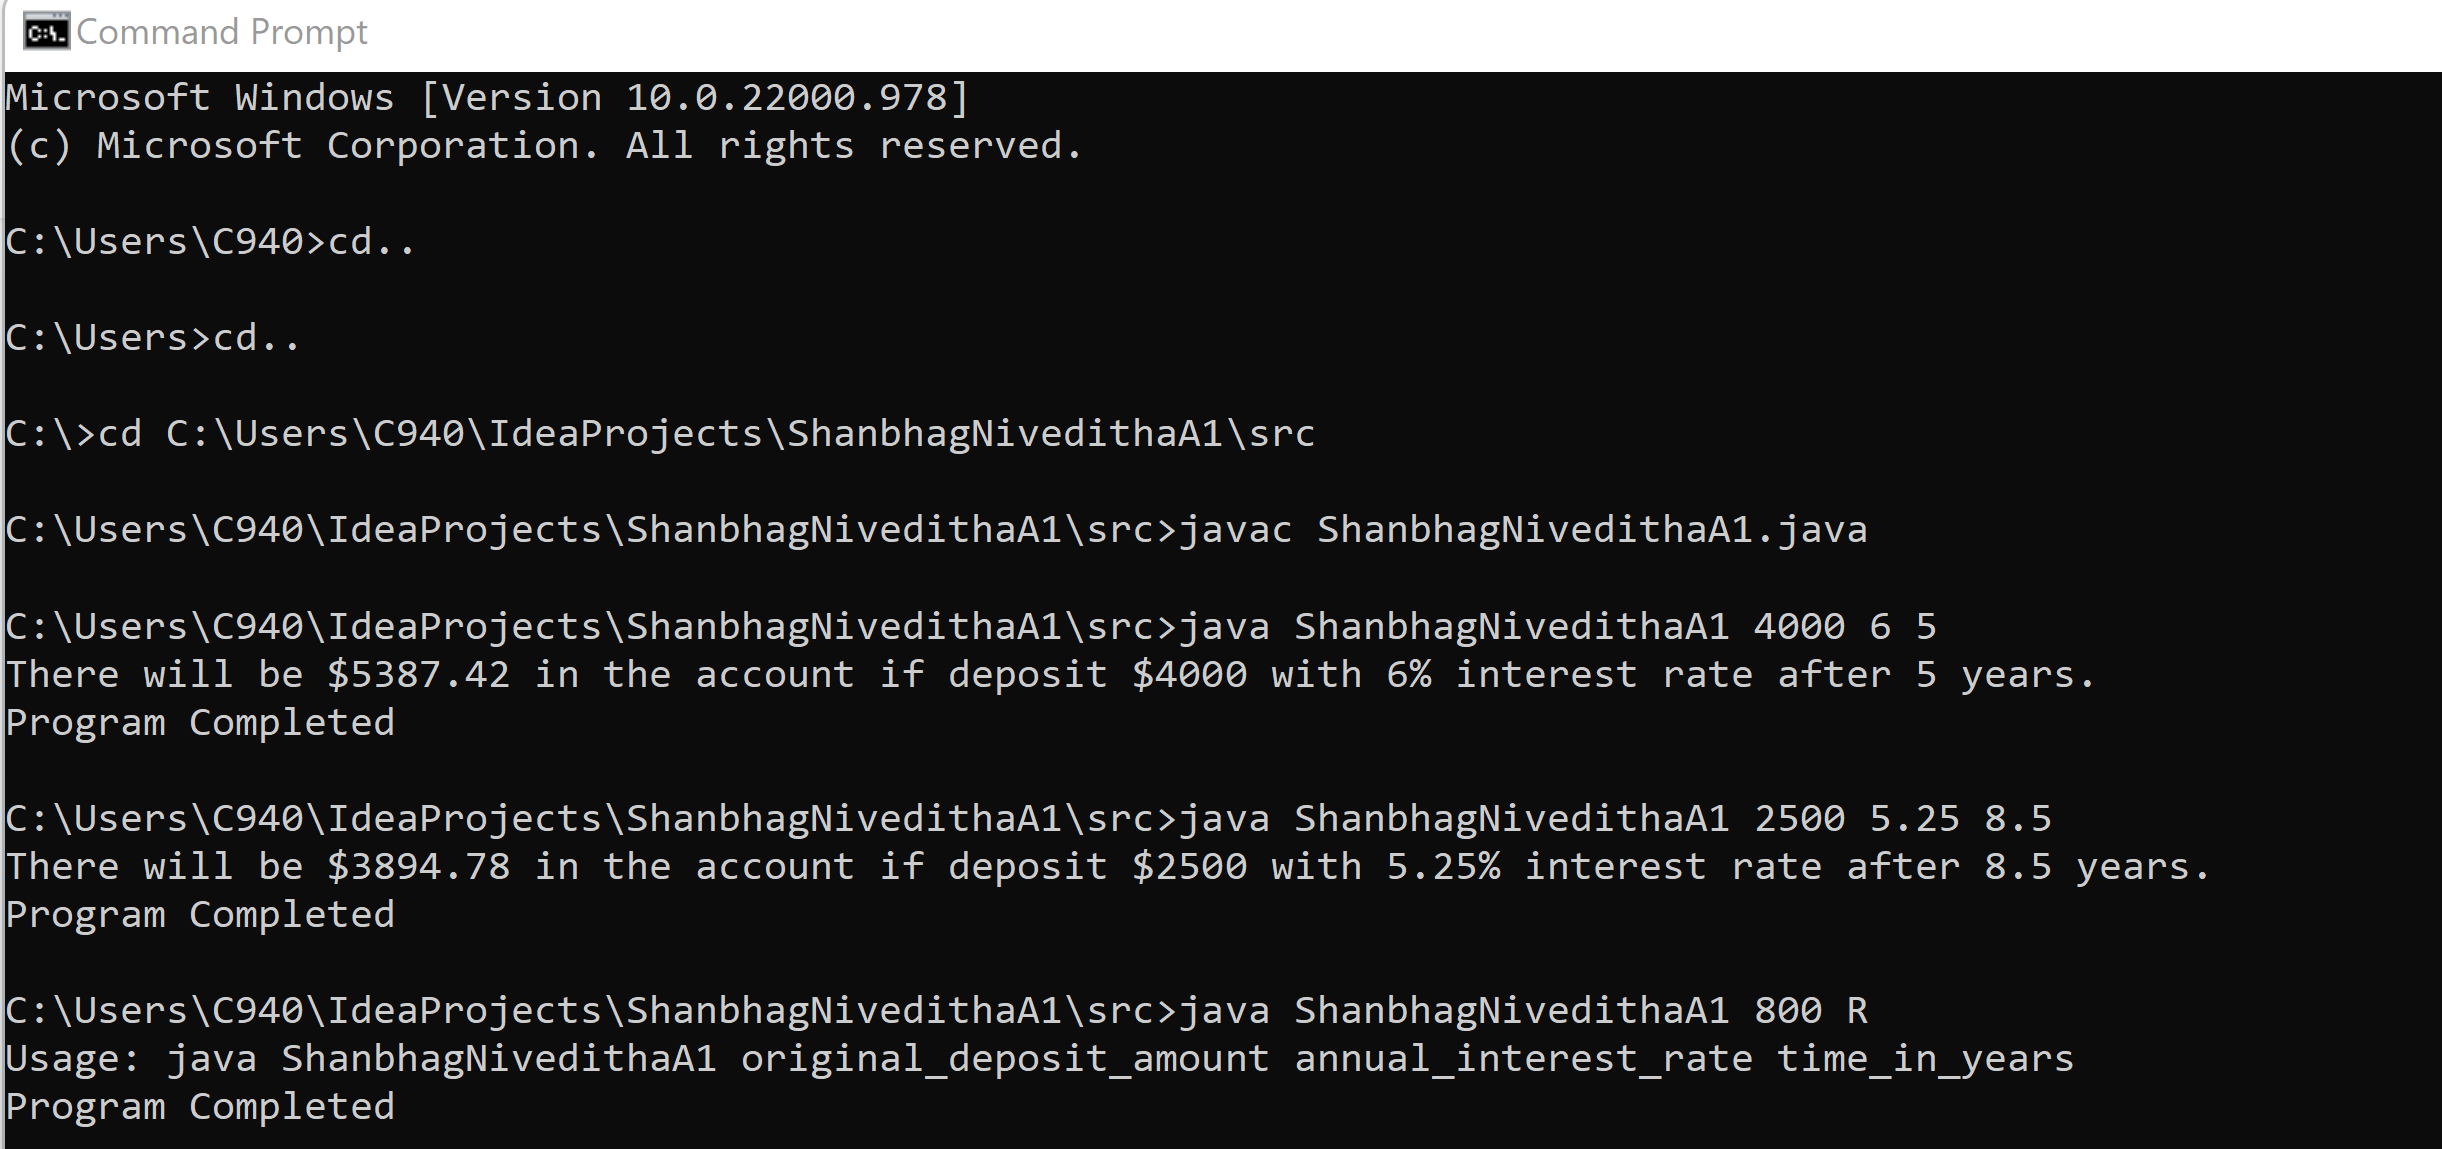 Command Prompt
Microsoft Windows [Version 10.0.22000.978]
(c) Microsoft Corporation. All rights reserved.
C:\Users\C940>cd..
C:\Users>cd..
C:\>cd C:\Users\C940\IdeaProjects\ShanbhagNivedithaA1\src
C:\Users\C940\IdeaProjects\ShanbhagNivedithaA1\src>javac ShanbhagNivedithaA1.java
C:\Users\C940\IdeaProjects\ShanbhagNivedithaA1\src>java ShanbhagNivedithaA1 4000 6 5
There will be $5387.42 in the account if deposit $4000 with 6% interest rate after 5 years.
Program Completed
C:\Users\C940\IdeaProjects\ShanbhagNivedithaA1\src>java ShanbhagNivedithaA1 2500 5.25 8.5
There will be $3894.78 in the account if deposit $2500 with 5.25% interest rate after 8.5 years.
Program Completed
C:\Users\C940\IdeaProjects\ShanbhagNivedithaA1\src>java ShanbhagNivedithaA1 800 R
Usage: java ShanbhagNivedithaA1 original_deposit_amount annual_interest_rate time_in_years
Program Completed